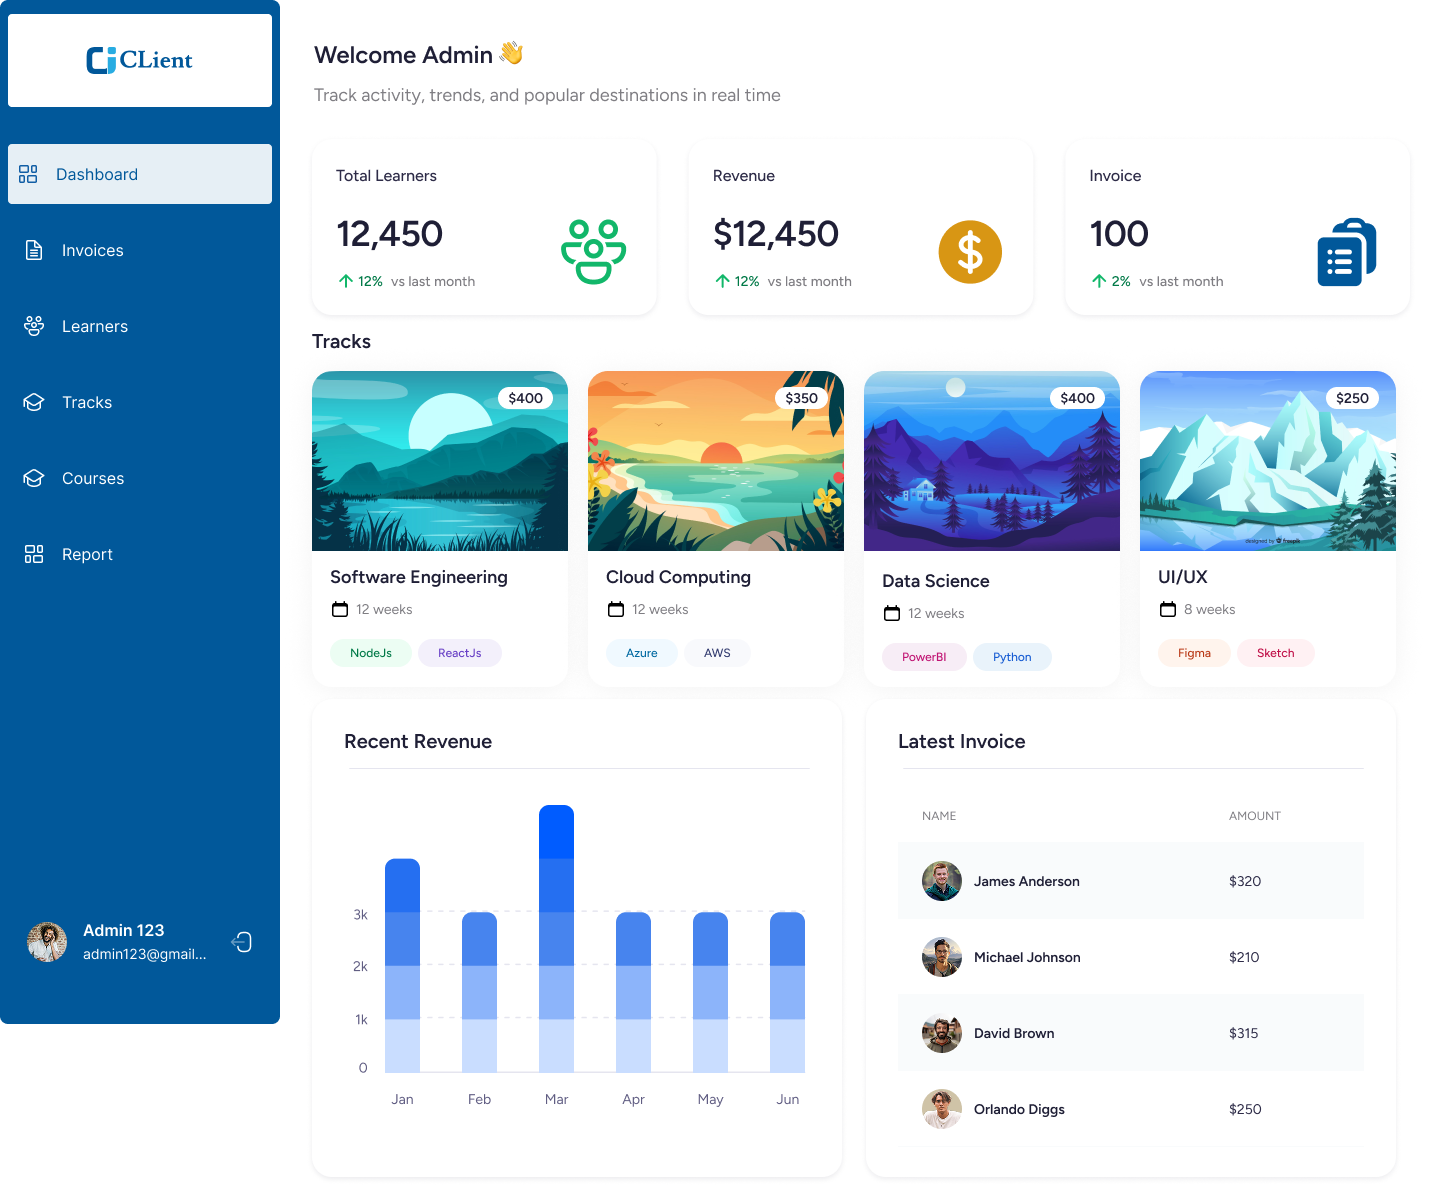 CLient
Dashboard
Invoices
Learners
Tracks
Courses
Report
Admin 123
admin123@gmail...
Welcome Admin 👋
Track activity, trends, and popular destinations in real time
Total Learners
12,450
12% vs last month
Revenue
$12,450
12% vs last month
Invoice
100
2% vs last month
Tracks
$400
Software Engineering
12 weeks
NodeJs ReactJs
$350
Cloud Computing
12 weeks
Azure AWS
$400
Data Science
12 weeks
PowerBI Python
$250
designed by freepik
UI/UX
8 weeks
Figma Sketch
Recent Revenue
3k
2k
1k
0
Jan Feb Mar Apr May Jun
Latest Invoice
NAME AMOUNT
James Anderson $320
Michael Johnson $210
David Brown $315
Orlando Diggs $250